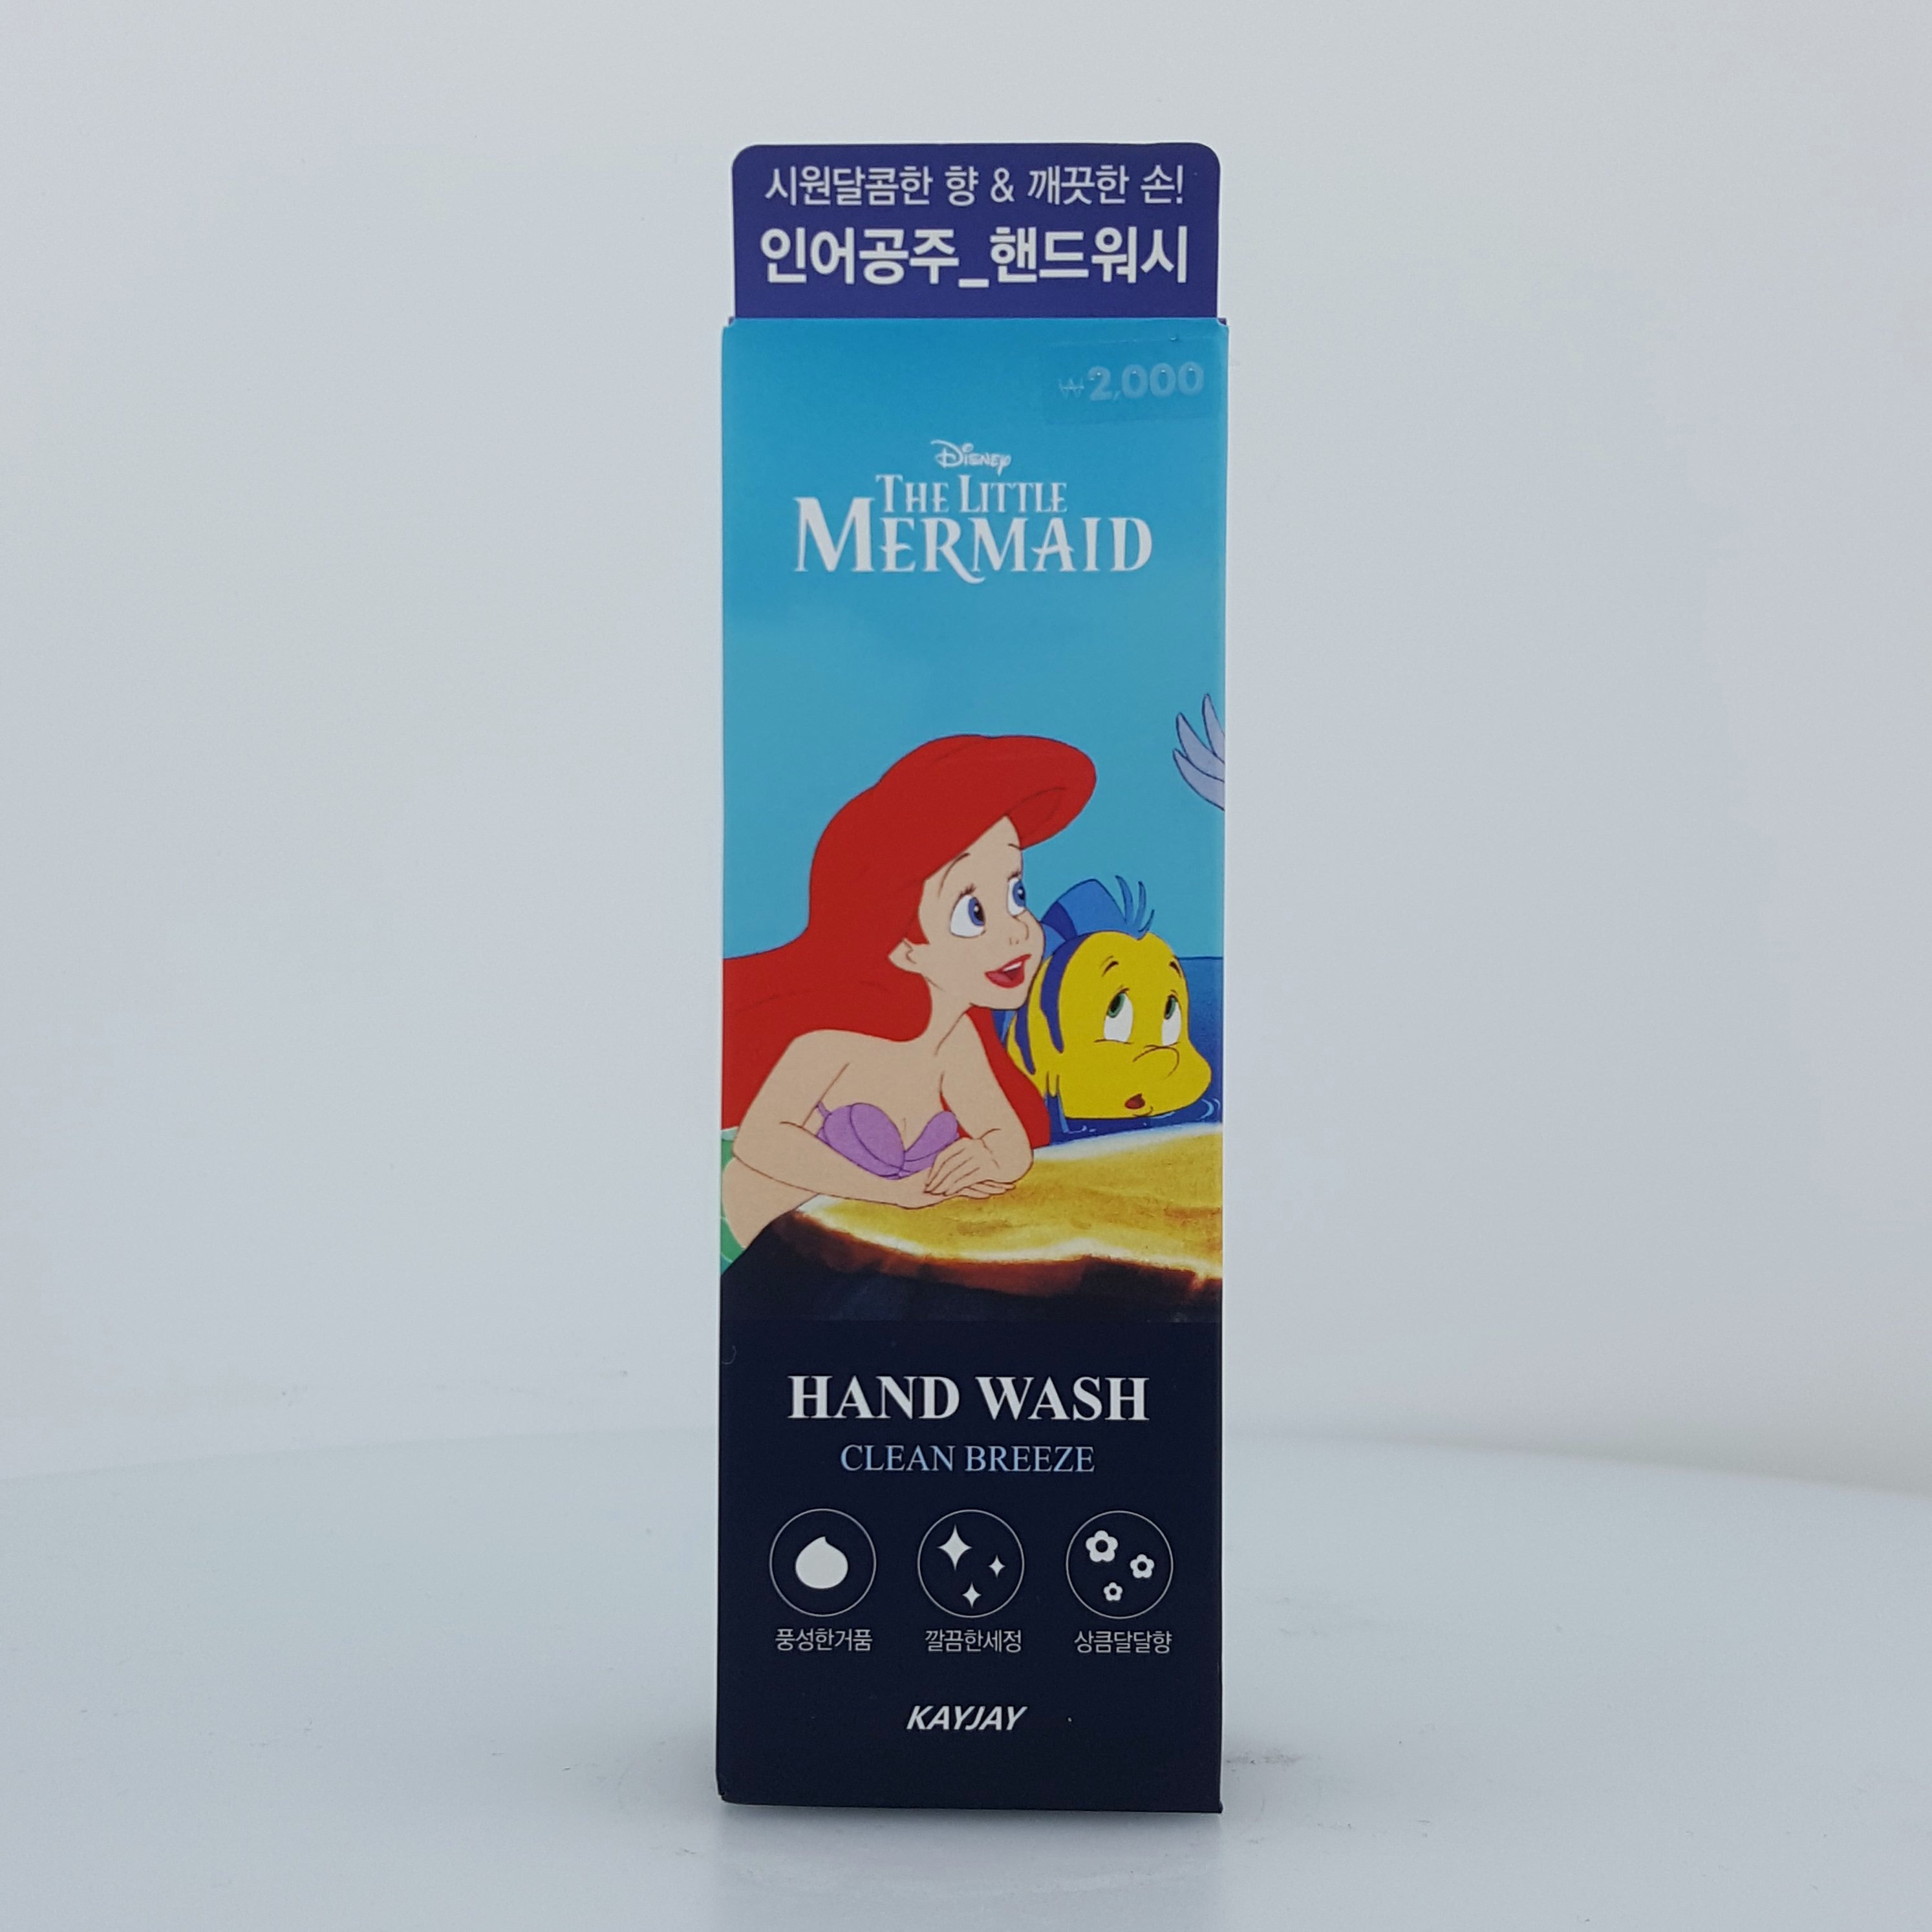 시원달콤한 향 & 깨끗한 손!
인어공주_핸드워시
₩2,000
Disney
THE LITTLE
MERMAID
HAND WASH
CLEAN BREEZE
풍성한거품 깔끔한세정 상큼달달향
KAYJAY